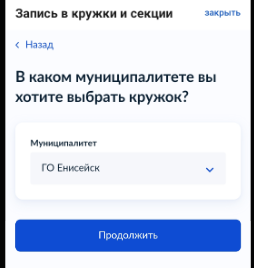 Запись в кружки и секции закрыть
Назад
В каком муниципалитете вы
хотите выбрать кружок?
Муниципалитет
ГО Енисейск
Продолжить